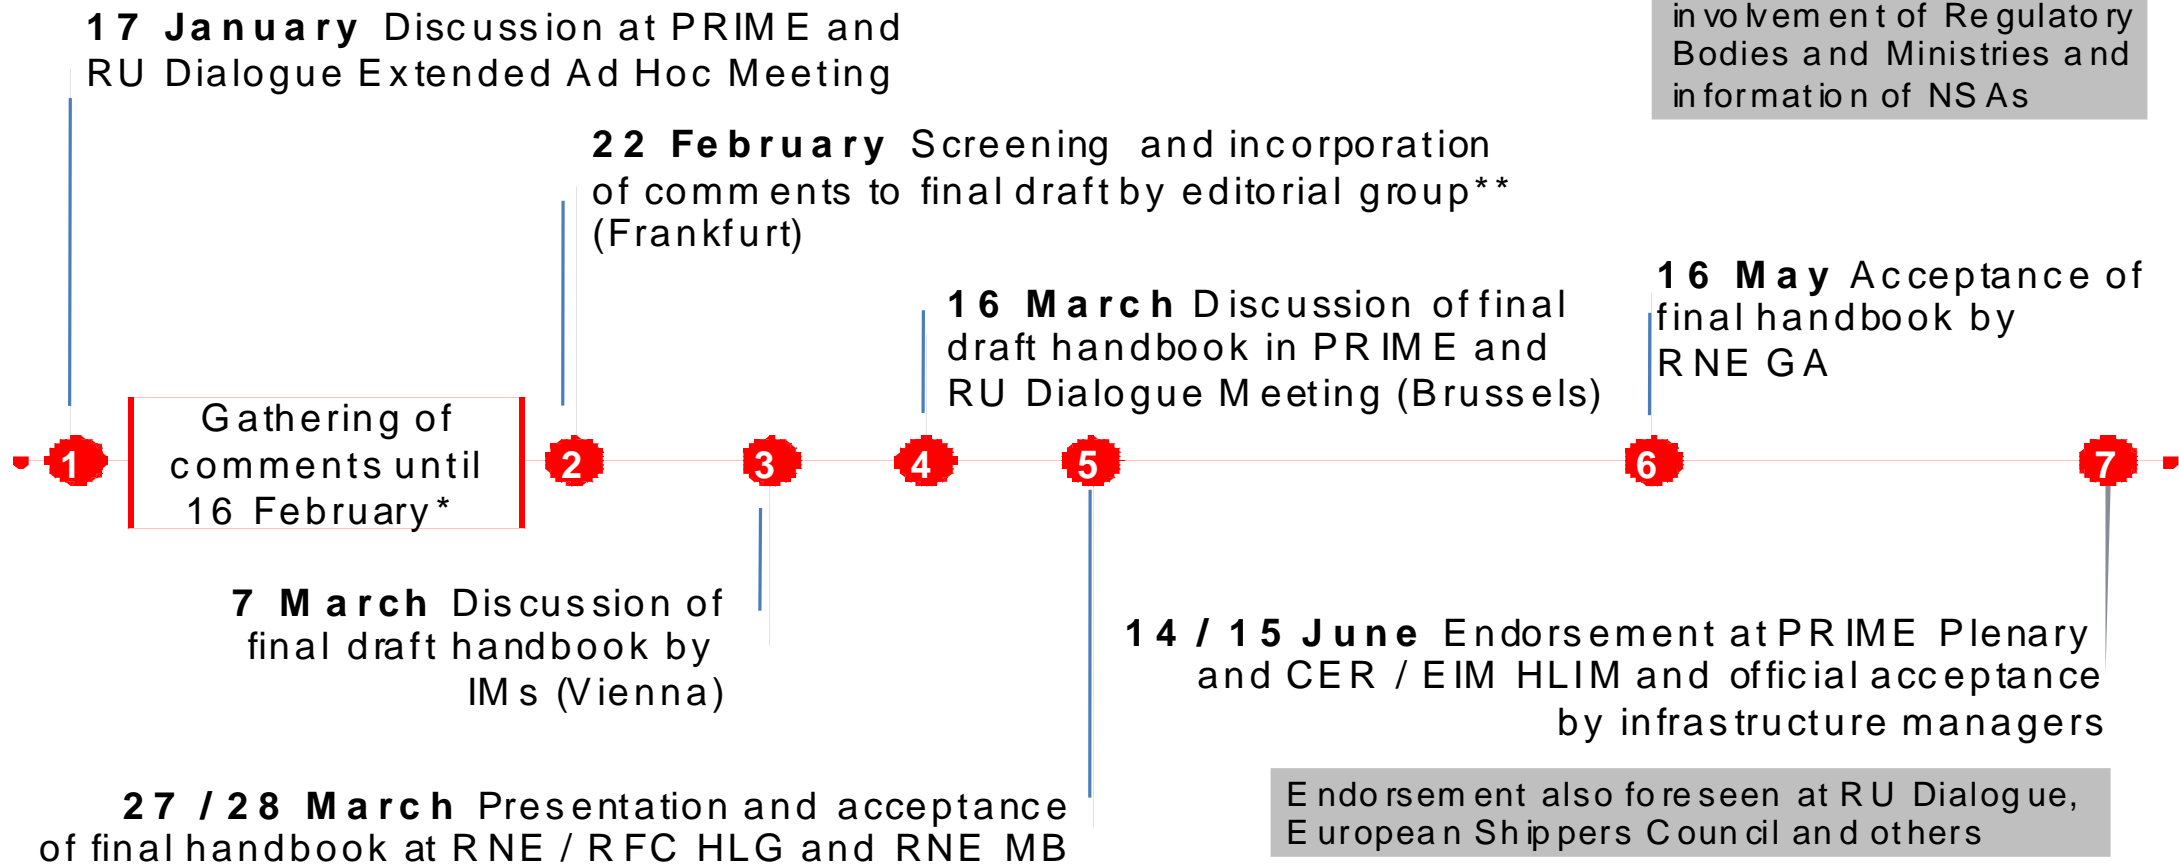 17 January Discussion at PRIME and
RU Dialogue Extended Ad Hoc Meeting
involvement of Regulatory
Bodies and Ministries and
information of NSAs
22 February Screening and incorporation
of comments to final draft by editorial group**
(Frankfurt)
16 March Discussion of final
draft handbook in PRIME and
RU Dialogue Meeting (Brussels)
16 May Acceptance of
final handbook by
RNE GA
Gathering of
comments until
16 February*
1
2
3
4
5
6
7
7 March Discussion of
final draft handbook by
IMs (Vienna)
14 / 15 June Endorsement at PRIME Plenary
and CER / EIM HLIM and official acceptance
by infrastructure managers
27 / 28 March Presentation and acceptance
of final handbook at RNE / RFC HLG and RNE MB
Endorsement also foreseen at RU Dialogue,
European Shippers Council and others